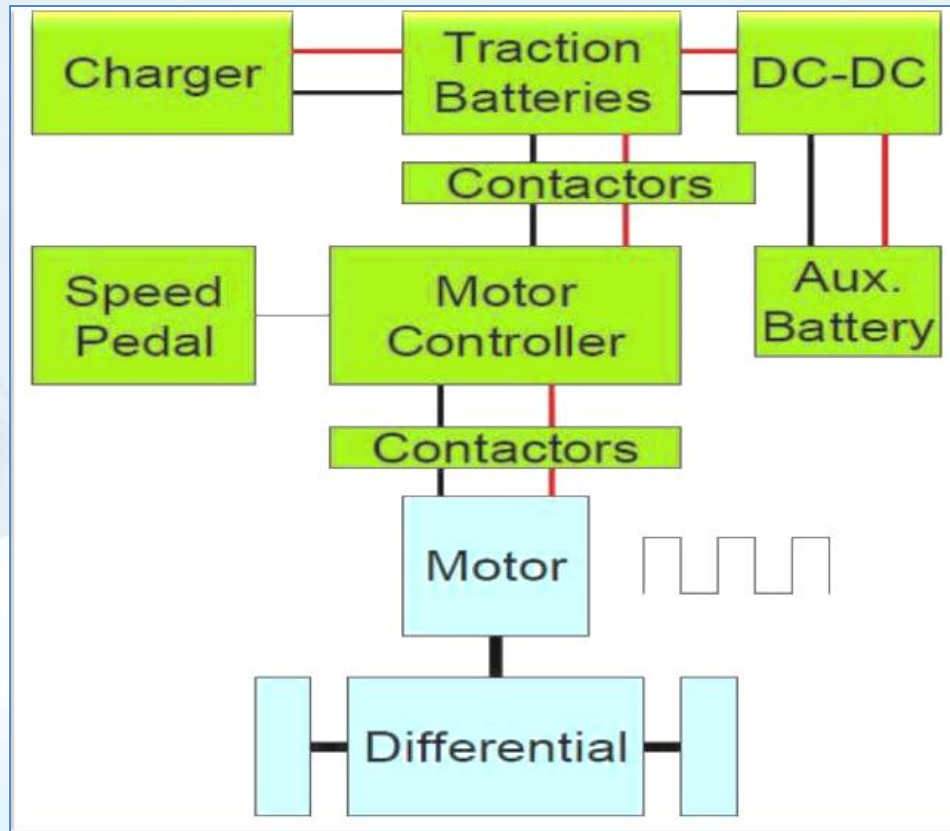 Charger
Traction
Batteries
DC-DC
Contactors
Speed
Pedal
Motor
Controller
Aux.
Battery
Contactors
Motor
Differential